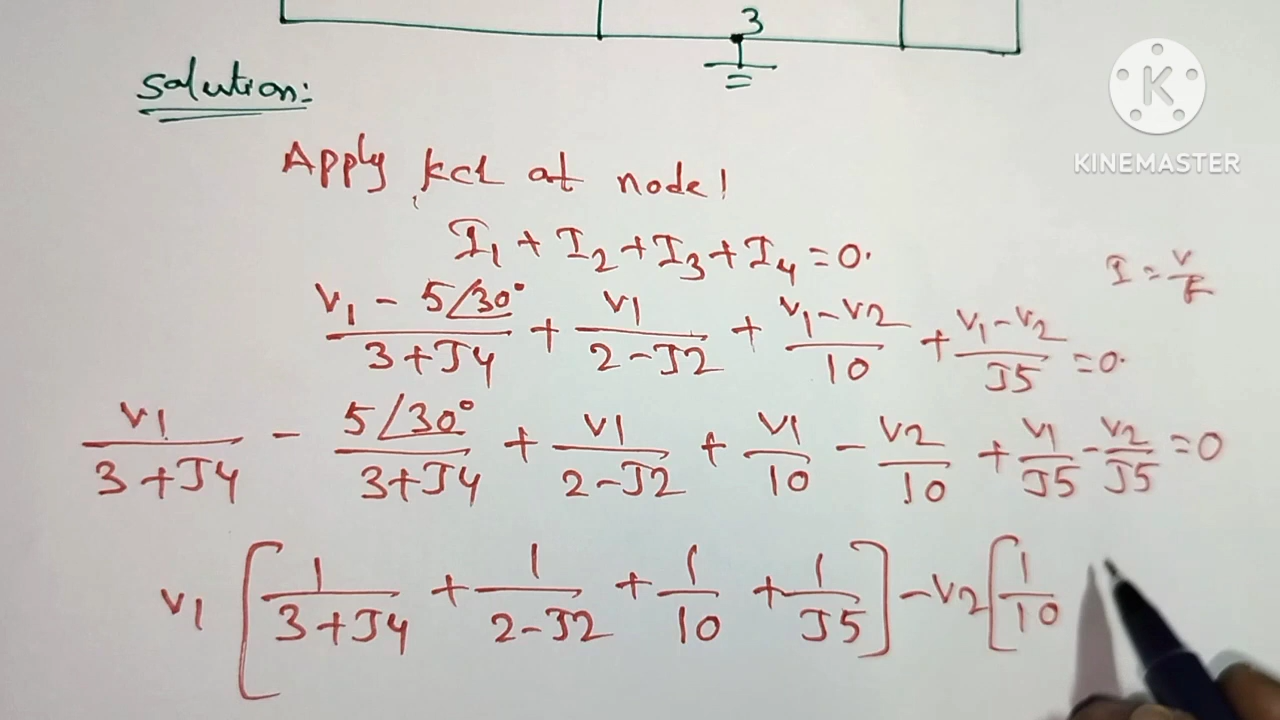 3
K
KINEMASTER
Solution:
Apply kcl at node 1
I₁ + I₂ + I₃ + I₄ = 0.
I = V/
V₁ - 5∠30° / 3+J4 + V1 / 2-J2 + V₁-V2 / 10 + V₁-V2 / J5 = 0.
V1 / 3+J4 - 5∠30° / 3+J4 + V1 / 2-J2 + V1 / 10 - V2 / 10 + V1 / J5 - V2 / J5 = 0
V1 [ 1 / 3+J4 + 1 / 2-J2 + 1 / 10 + 1 / J5 ] - V2 [ 1 / 10